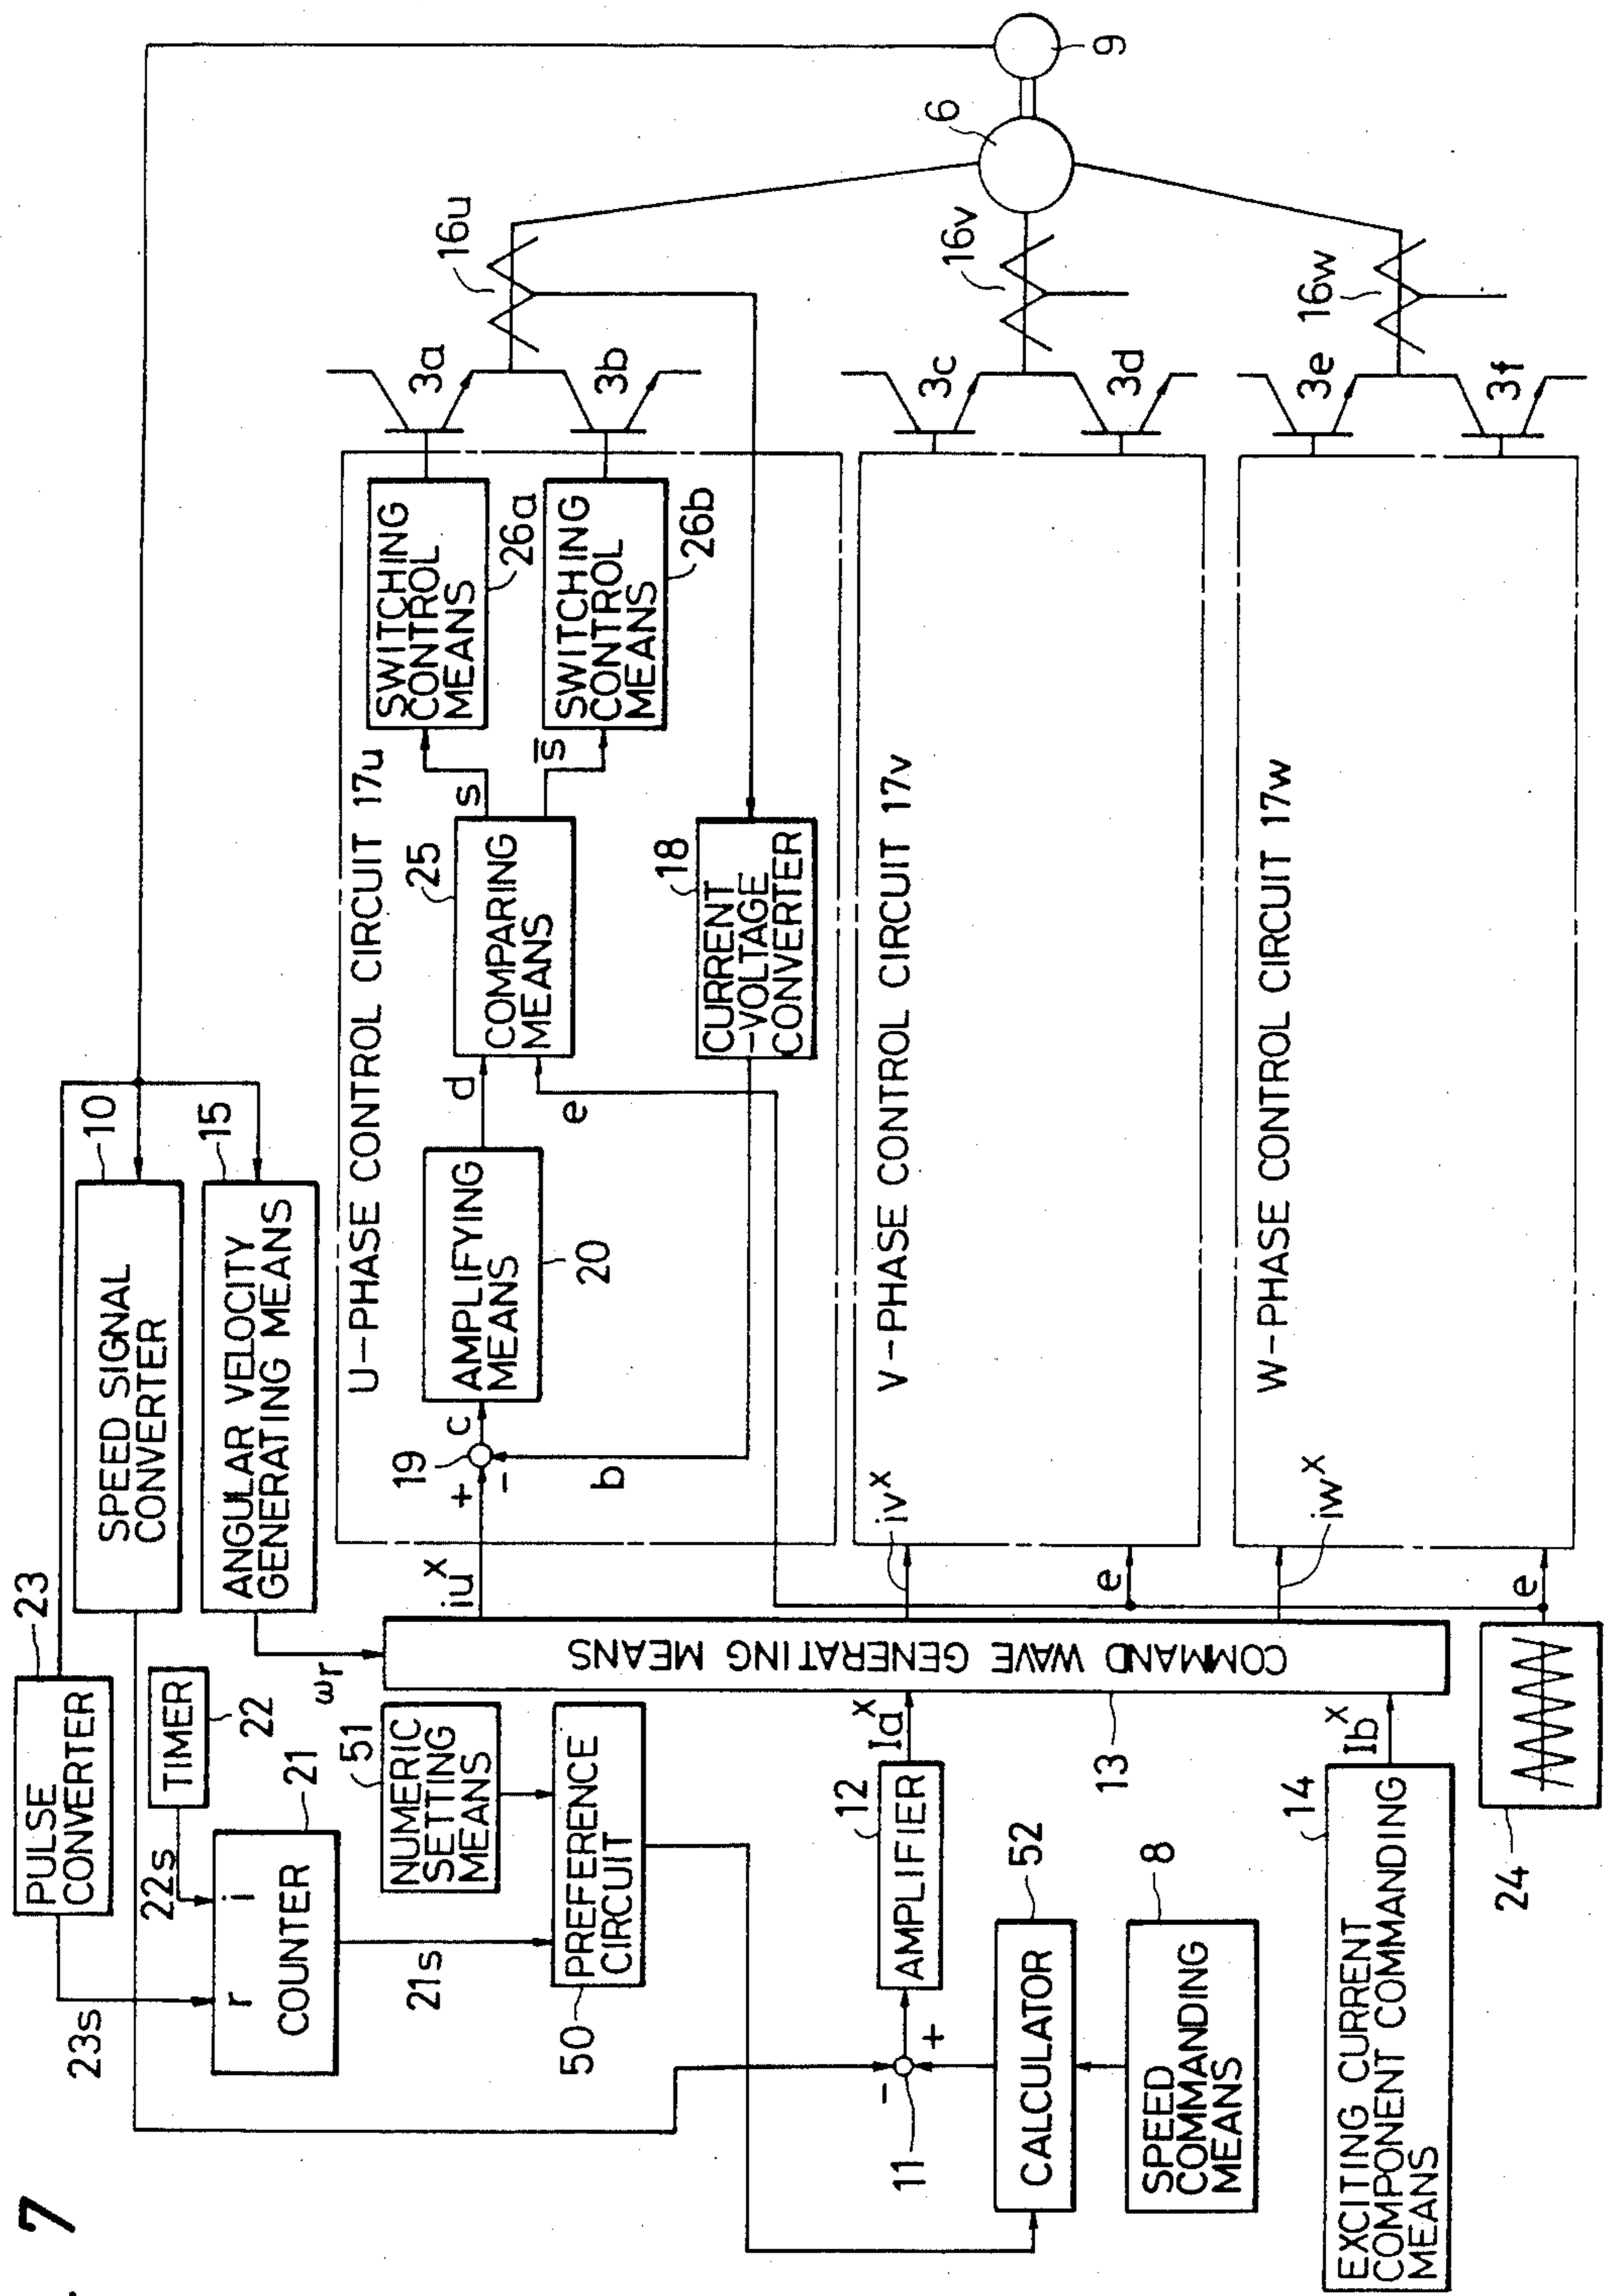 . 7
PULSE
CONVERTER
23
23s
TIMER
22
22s
r
i
COUNTER
21
21s
SPEED SIGNAL
CONVERTER
10
ANGULAR VELOCITY
GENERATING MEANS
15
ωr
NUMERIC
SETTING
MEANS
51
PREFERENCE
CIRCUIT
50
COMMAND WAVE GENERATING MEANS
13
AMPLIFIER
12
Ia^x
+
-
11
CALCULATOR
52
SPEED
COMMANDING
MEANS
8
EXCITING CURRENT
COMPONENT COMMANDING
MEANS
14
Ib^x
24
e
e
iu^x
iv^x
iw^x
U-PHASE CONTROL CIRCUIT 17u
19
+
-
c
b
AMPLIFYING
MEANS
20
d
e
COMPARING
MEANS
25
s
s̅
SWITCHING
CONTROL
MEANS
26a
SWITCHING
CONTROL
MEANS
26b
CURRENT
-VOLTAGE
CONVERTER
18
V-PHASE CONTROL CIRCUIT 17v
W-PHASE CONTROL CIRCUIT 17w
3a
3b
3c
3d
3e
3f
16u
16v
16w
6
9